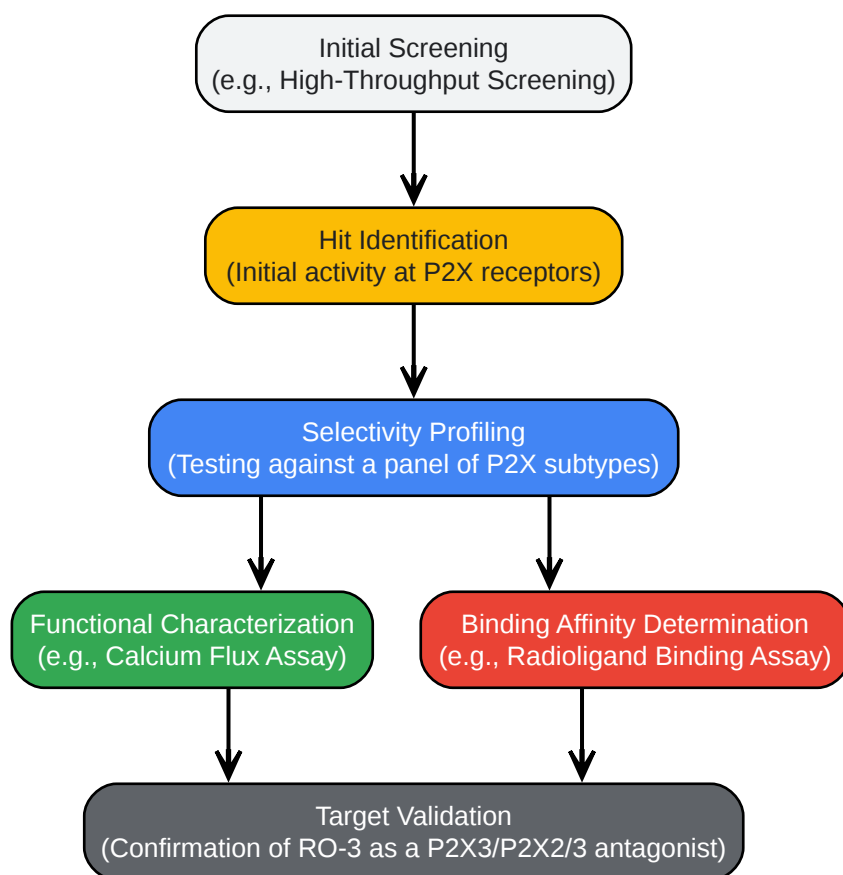 Initial Screening
(e.g., High-Throughput Screening)
Hit Identification
(Initial activity at P2X receptors)
Selectivity Profiling
(Testing against a panel of P2X subtypes)
Functional Characterization
(e.g., Calcium Flux Assay)
Binding Affinity Determination
(e.g., Radioligand Binding Assay)
Target Validation
(Confirmation of RO-3 as a P2X3/P2X2/3 antagonist)